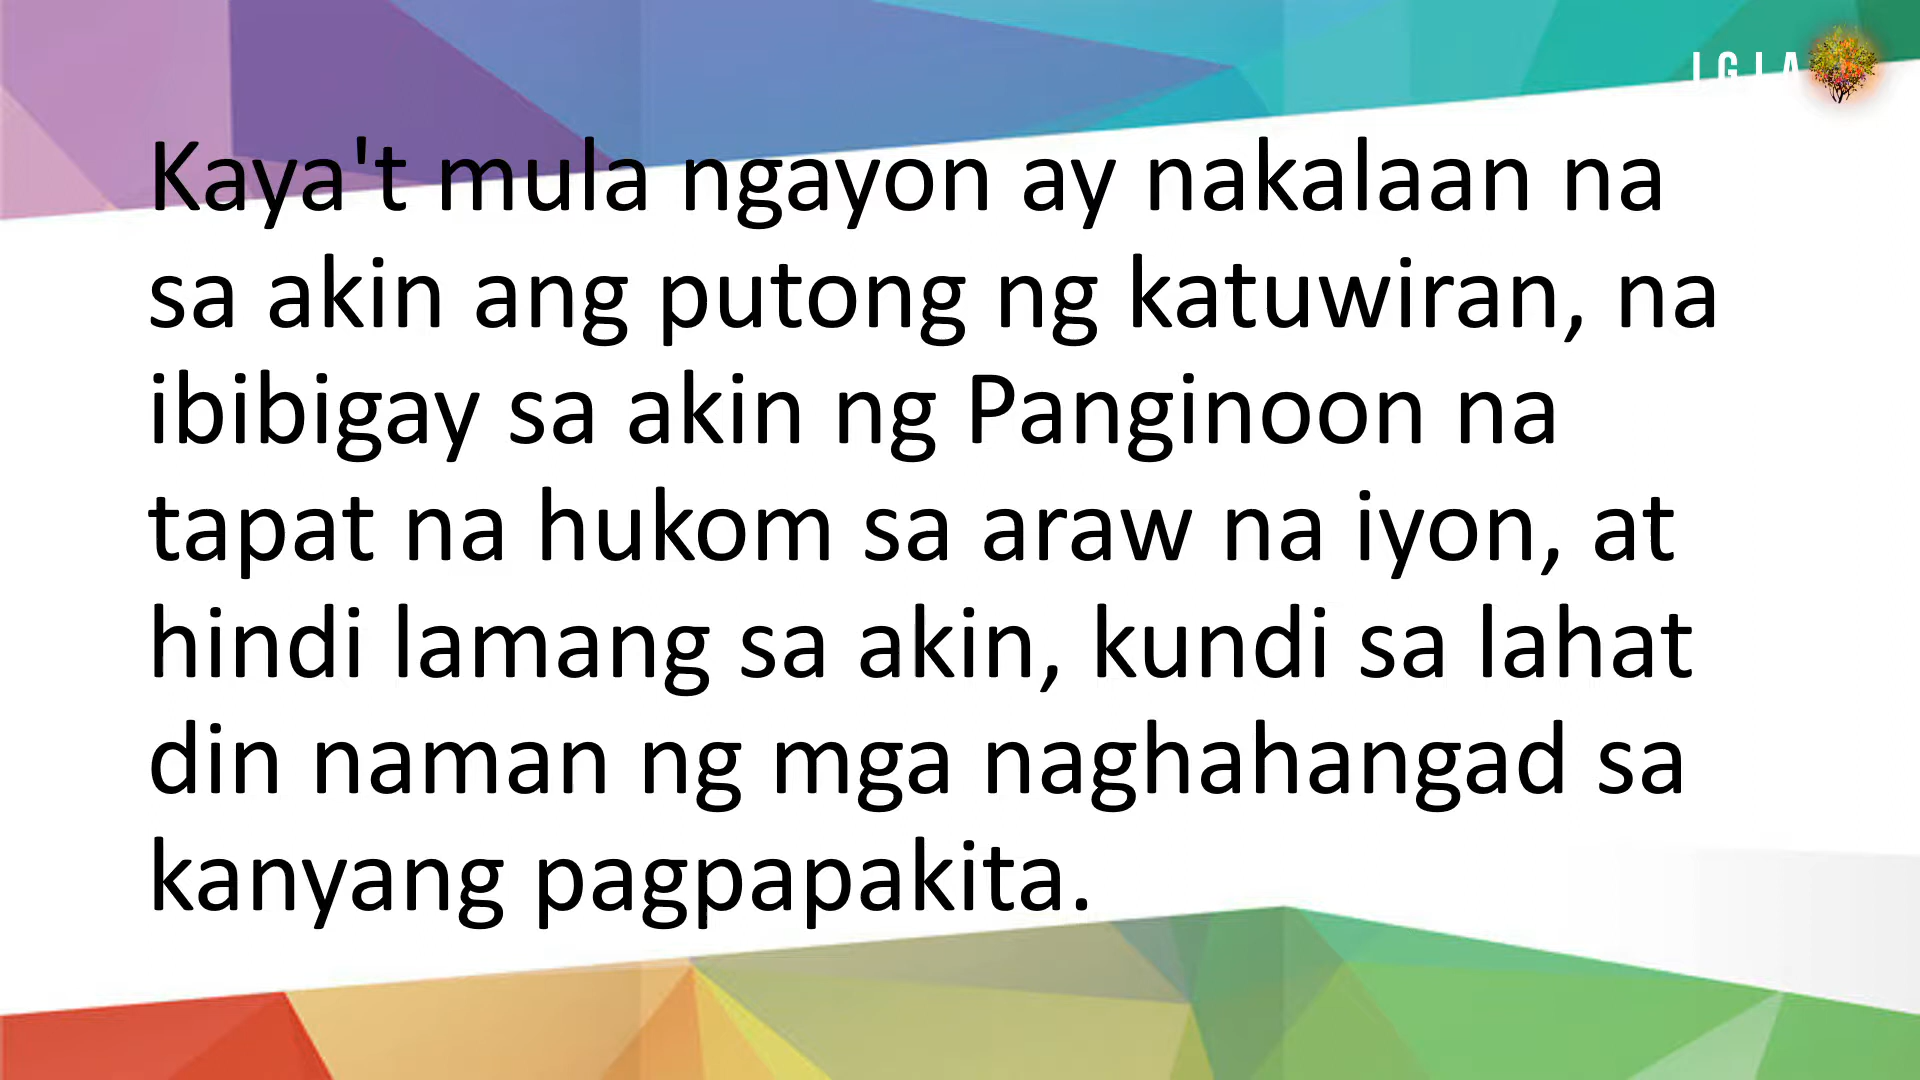 Kaya't mula ngayon ay nakalaan na
sa akin ang putong ng katuwiran, na
ibibigay sa akin ng Panginoon na
tapat na hukom sa araw na iyon, at
hindi lamang sa akin, kundi sa lahat
din naman ng mga naghahangad sa
kanyang pagpapakita.